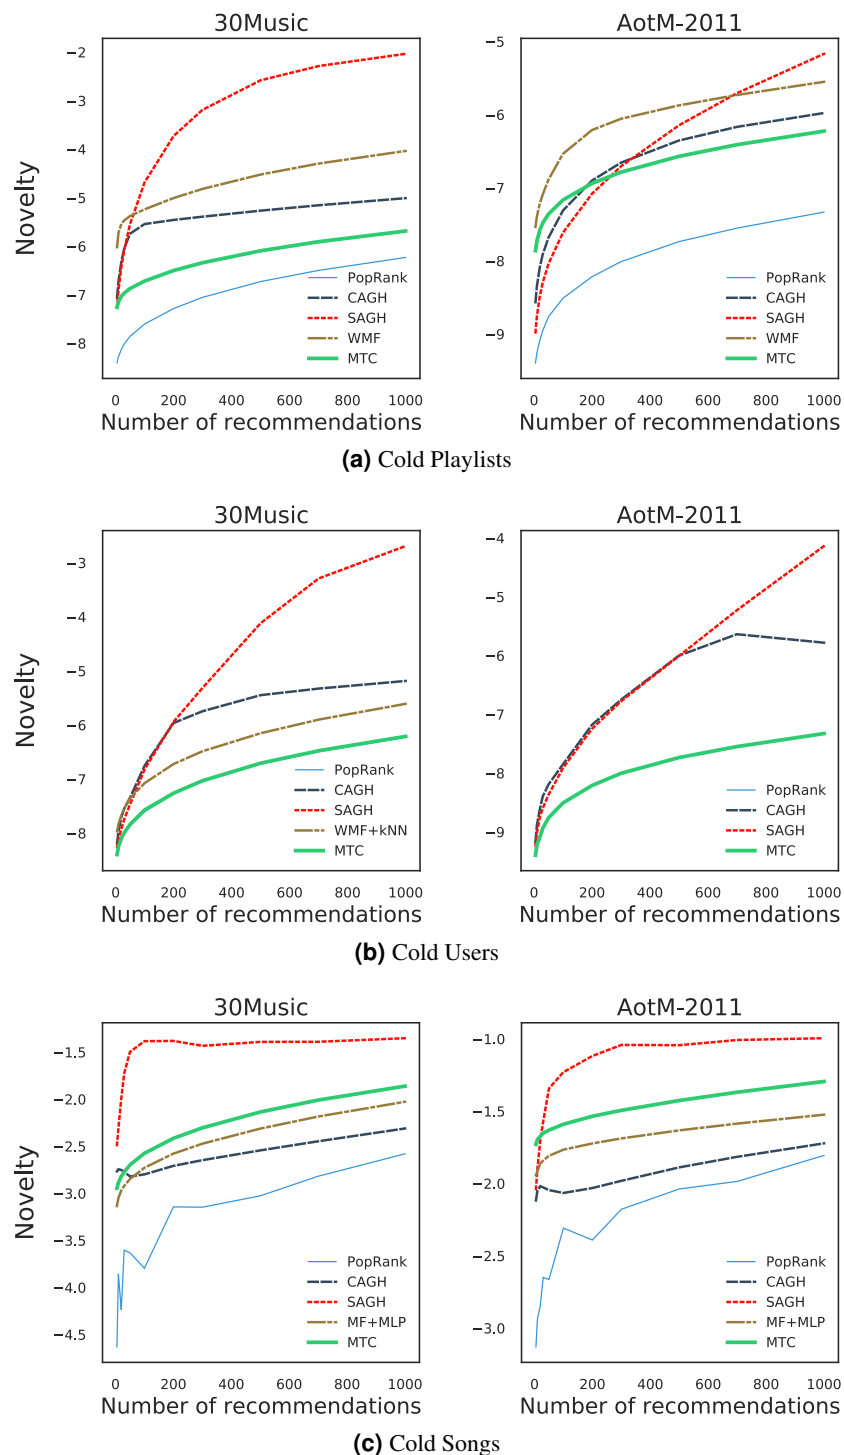 30Music
AotM-2011
−2
−3
−4
−5
−6
−7
−8
Novelty
PopRank
CAGH
SAGH
WMF
MTC
0 200 400 600 800 1000
Number of recommendations
−5
−6
−7
−8
−9
PopRank
CAGH
SAGH
WMF
MTC
0 200 400 600 800 1000
Number of recommendations
(a) Cold Playlists
30Music
AotM-2011
−3
−4
−5
−6
−7
−8
Novelty
PopRank
CAGH
SAGH
WMF+kNN
MTC
0 200 400 600 800 1000
Number of recommendations
−4
−5
−6
−7
−8
−9
PopRank
CAGH
SAGH
MTC
0 200 400 600 800 1000
Number of recommendations
(b) Cold Users
30Music
AotM-2011
−1.5
−2.0
−2.5
−3.0
−3.5
−4.0
−4.5
Novelty
PopRank
CAGH
SAGH
MF+MLP
MTC
0 200 400 600 800 1000
Number of recommendations
−1.0
−1.5
−2.0
−2.5
−3.0
PopRank
CAGH
SAGH
MF+MLP
MTC
0 200 400 600 800 1000
Number of recommendations
(c) Cold Songs